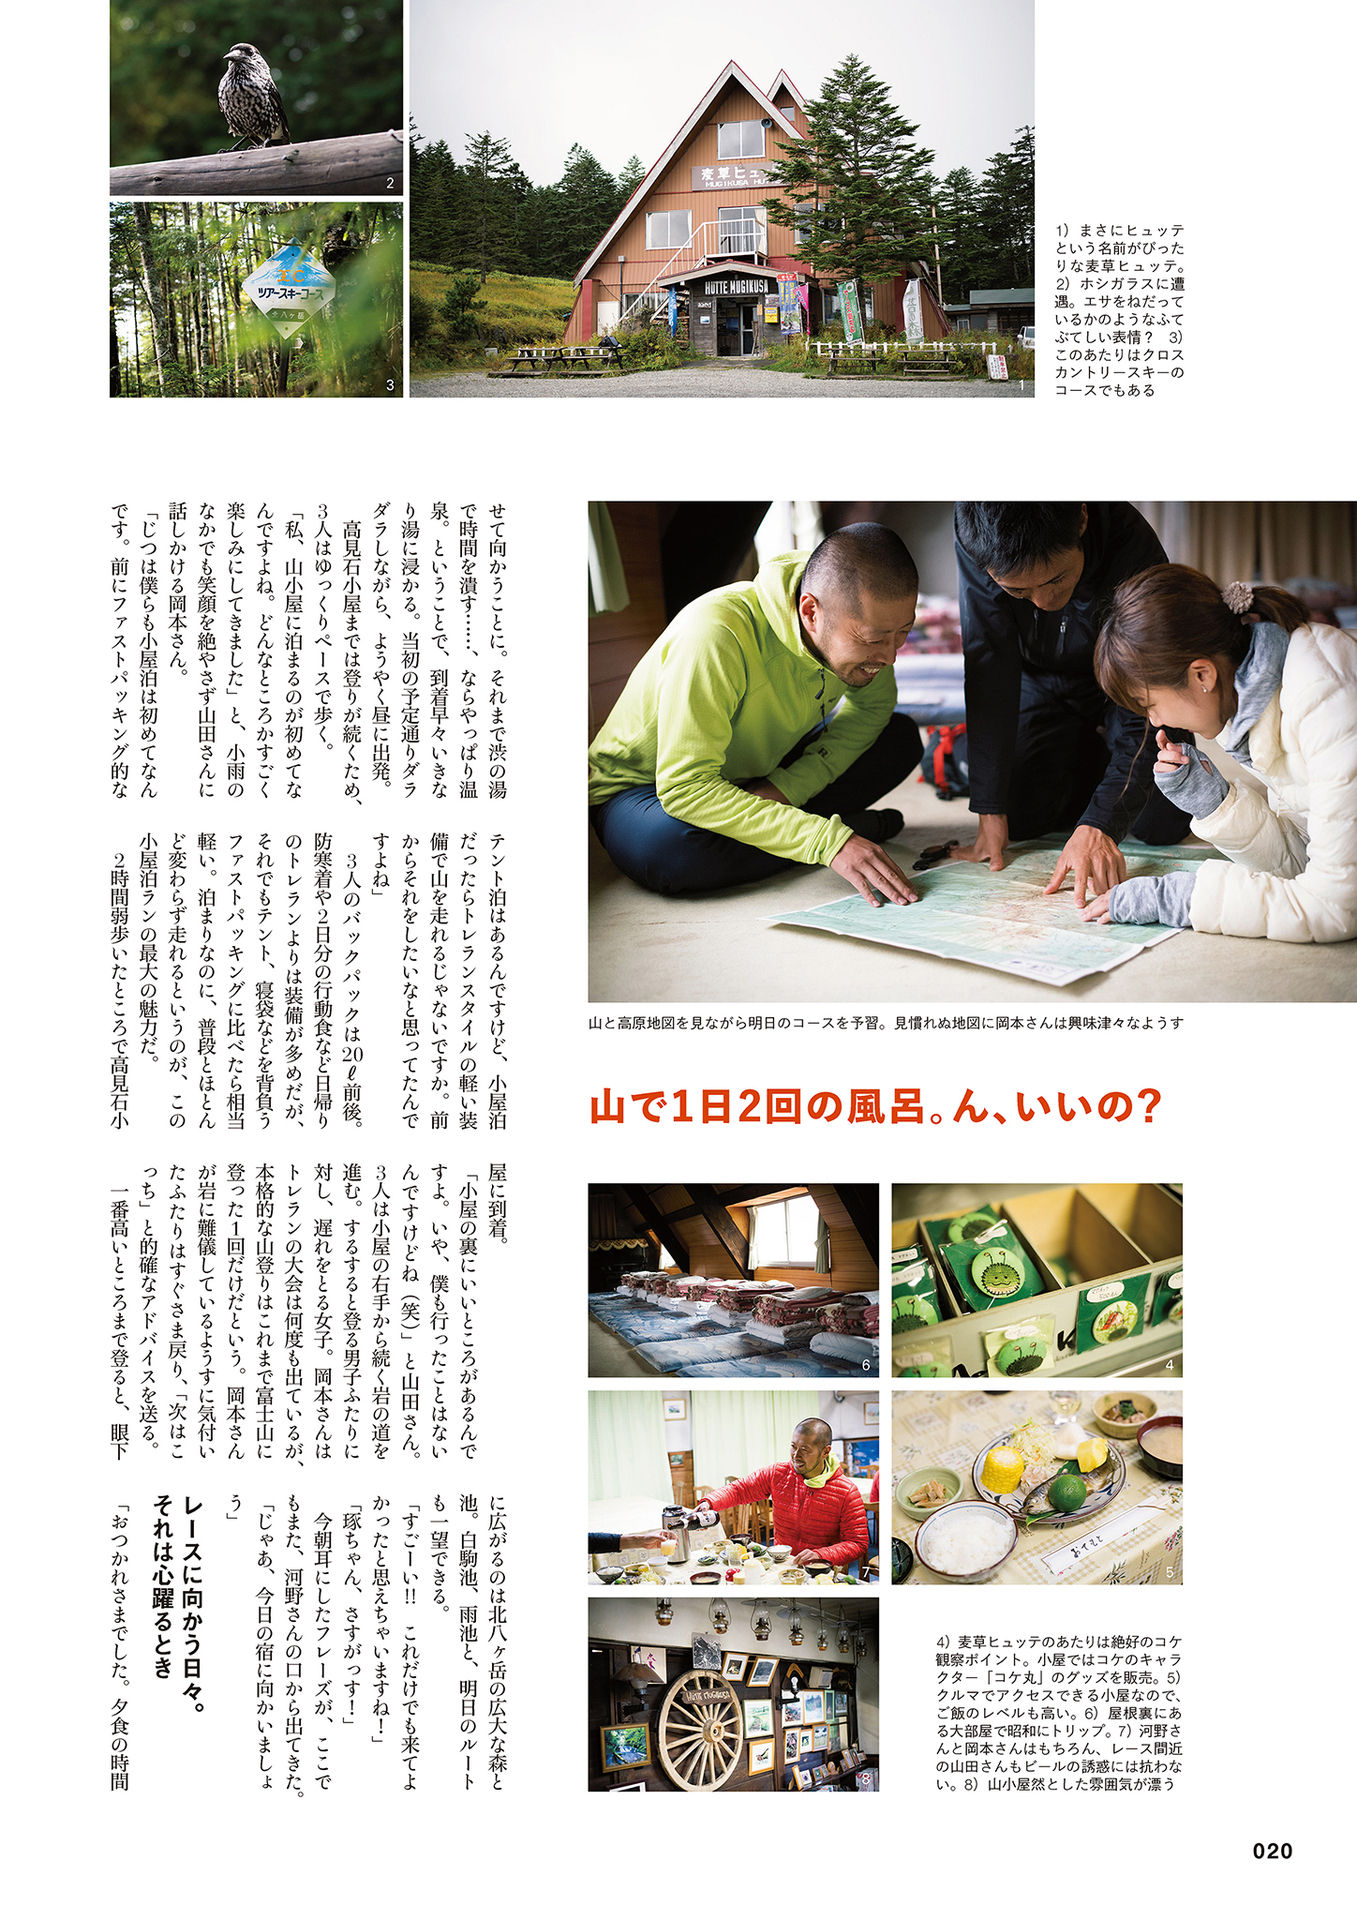 麦草ヒュッテ
MUGIKUSA HU
HÜTTE MUGIKUSA
2
ツアースキーコース
北八ヶ岳
3
1
1）まさにヒュッテ
という名前がぴった
りな麦草ヒュッテ。
2）ホシガラスに遭
遇。エサをねだって
いるかのようなふて
ぶてしい表情？　3）
このあたりはクロス
カントリースキーの
コースでもある
山と高原地図を見ながら明日のコースを予習。見慣れぬ地図に岡本さんは興味津々なようす
山で1日2回の風呂。ん、いいの？
せて向かうことに。それまで渋の湯
で時間を潰す……、ならやっぱり温
泉。ということで、到着早々いきな
り湯に浸かる。当初の予定通りダラ
ダラしながら、ようやく昼に出発。
高見石小屋までは登りが続くため、
3人はゆっくりペースで歩く。
「私、山小屋に泊まるのが初めてな
んですよね。どんなところかすごく
楽しみにしてきました」と、小雨の
なかでも笑顔を絶やさず山田さんに
話しかける岡本さん。
「じつは僕らも小屋泊は初めてなん
です。前にファストパッキング的な
テント泊はあるんですけど、小屋泊
だったらトレランスタイルの軽い装
備で山を走れるじゃないですか。前
からそれをしたいなと思ってたんで
すよね」
3人のバックパックは20ℓ前後。
防寒着や2日分の行動食など日帰り
のトレランよりは装備が多めだが、
それでもテント、寝袋などを背負う
ファストパッキングに比べたら相当
軽い。泊まりなのに、普段とほとん
ど変わらず走れるというのが、この
小屋泊ランの最大の魅力だ。
2時間弱歩いたところで高見石小
屋に到着。
「小屋の裏にいいところがあるんで
すよ。いや、僕も行ったことはない
んですけどね（笑）」と山田さん。
3人は小屋の右手から続く岩の道を
進む。するすると登る男子ふたりに
対し、遅れをとる女子。岡本さんは
トレランの大会は何度も出ているが、
本格的な山登りはこれまで富士山に
登った1回だけだという。岡本さん
が岩に難儀しているようすに気付い
たふたりはすぐさま戻り、「次はこ
っち」と的確なアドバイスを送る。
一番高いところまで登ると、眼下
に広がるのは北八ヶ岳の広大な森と
池。白駒池、雨池と、明日のルート
も一望できる。
「すごーい!!　これだけでも来てよ
かったと思えちゃいますね！」
「琢ちゃん、さすがっす！」
今朝耳にしたフレーズが、ここで
もまた、河野さんの口から出てきた。
「じゃあ、今日の宿に向かいましょ
う」
レースに向かう日々。
それは心躍るとき
「おつかれさまでした。夕食の時間
6
4
7
おてもと
5
HÜTTE MUGIKUSA
8
4）麦草ヒュッテのあたりは絶好のコケ
観察ポイント。小屋ではコケのキャラ
クター「コケ丸」のグッズを販売。5）
クルマでアクセスできる小屋なので、
ご飯のレベルも高い。6）屋根裏にあ
る大部屋で昭和にトリップ。7）河野さ
んと岡本さんはもちろん、レース間近
の山田さんもビールの誘惑には抗わな
い。8）山小屋然とした雰囲気が漂う
020